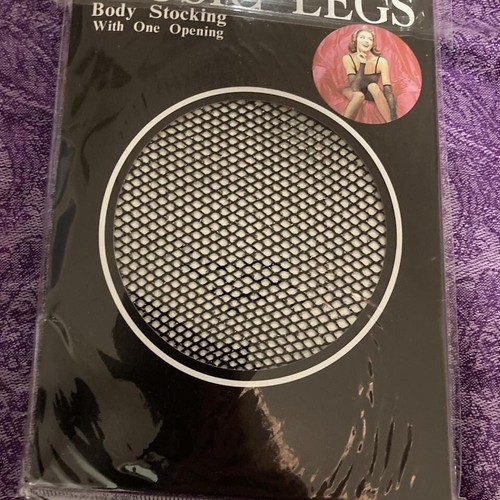 LEGS
Body Stocking
With One Opening